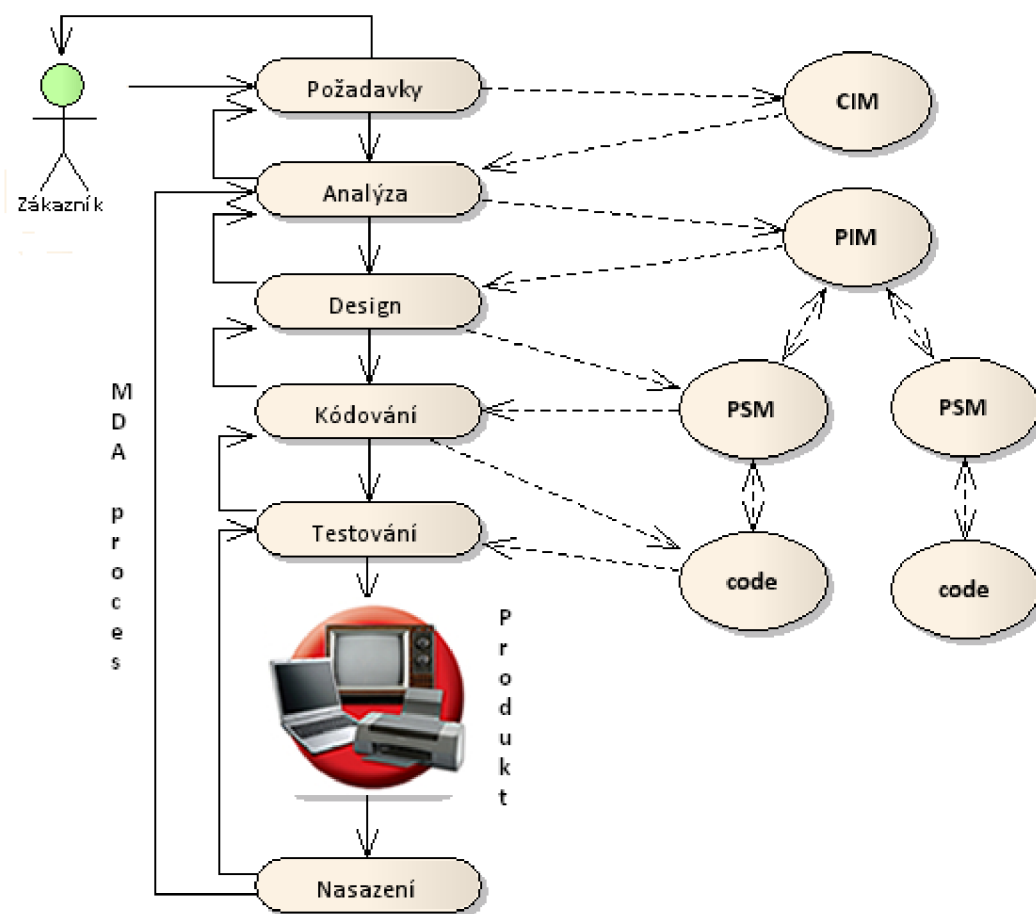 Požadavky
CIM
Zákazník
Analýza
PIM
Design
MDA proces
Kódování
PSM
PSM
Testování
code
code
Produkt
Nasazení